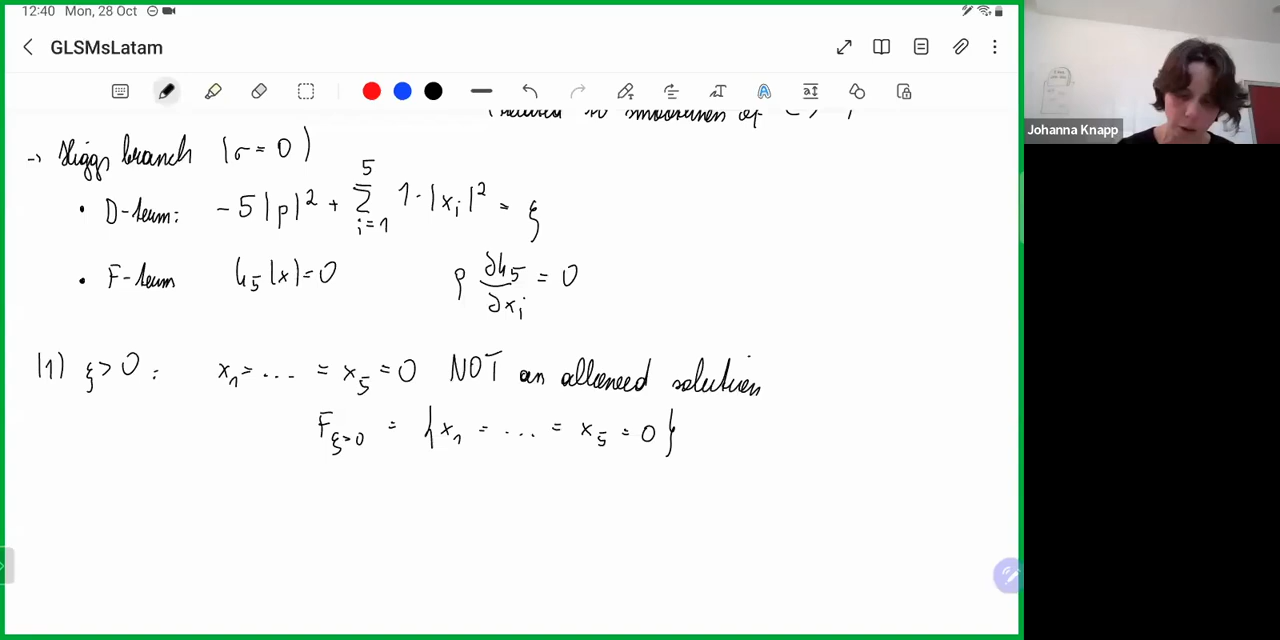 12:40 Mon, 28 Oct
GLSMsLatam
→ Higgs branch (σ = 0)
• D-term: -5|p|² + ∑_{i=1}^{5} 1·|x_i|² = ξ
• F-term G_5(x) = 0 p ∂G_5/∂x_i = 0
(1) ξ > 0 : x_1 = ... = x_5 = 0 NOT an allowed solution
F_{ξ>0} = {x_1 = ... = x_5 = 0}
Johanna Knapp